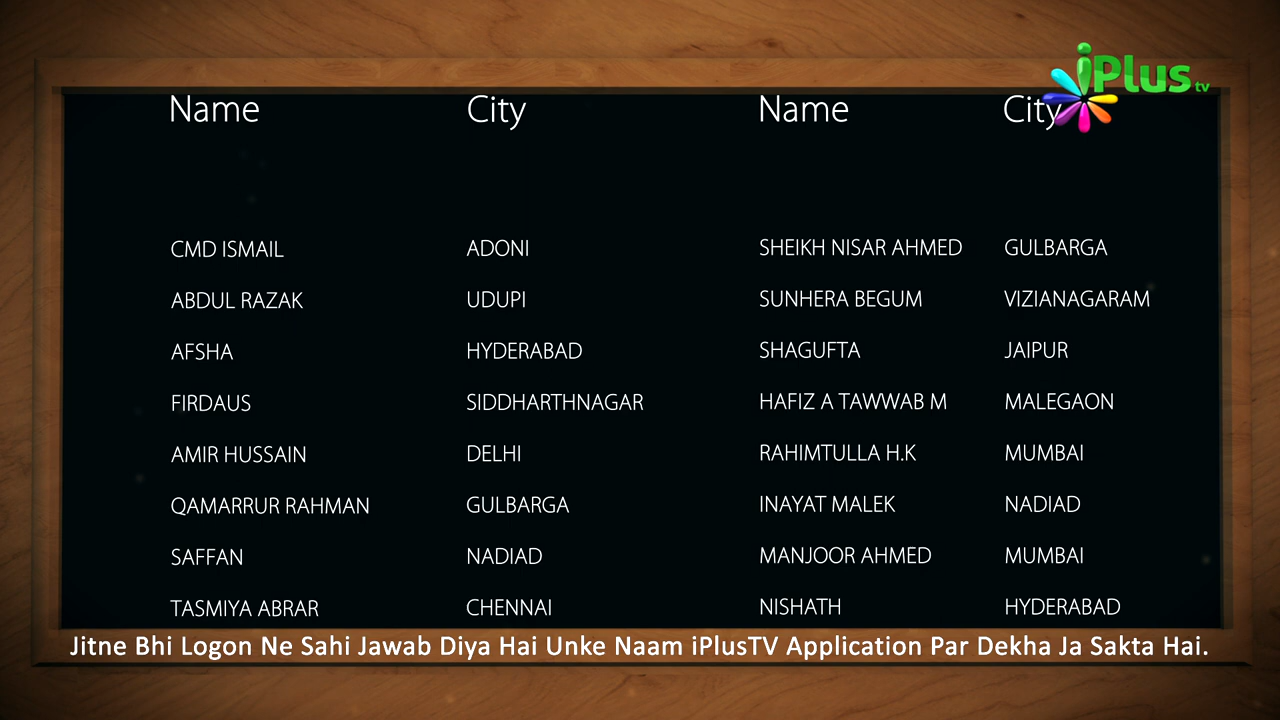 iPlus tv
Name City Name City
CMD ISMAIL ADONI SHEIKH NISAR AHMED GULBARGA
ABDUL RAZAK UDUPI SUNHERA BEGUM VIZIANAGARAM
AFSHA HYDERABAD SHAGUFTA JAIPUR
FIRDAUS SIDDHARTHNAGAR HAFIZ A TAWWAB M MALEGAON
AMIR HUSSAIN DELHI RAHIMTULLA H.K MUMBAI
QAMARRUR RAHMAN GULBARGA INAYAT MALEK NADIAD
SAFFAN NADIAD MANJOOR AHMED MUMBAI
TASMIYA ABRAR CHENNAI NISHATH HYDERABAD
Jitne Bhi Logon Ne Sahi Jawab Diya Hai Unke Naam iPlusTV Application Par Dekha Ja Sakta Hai.